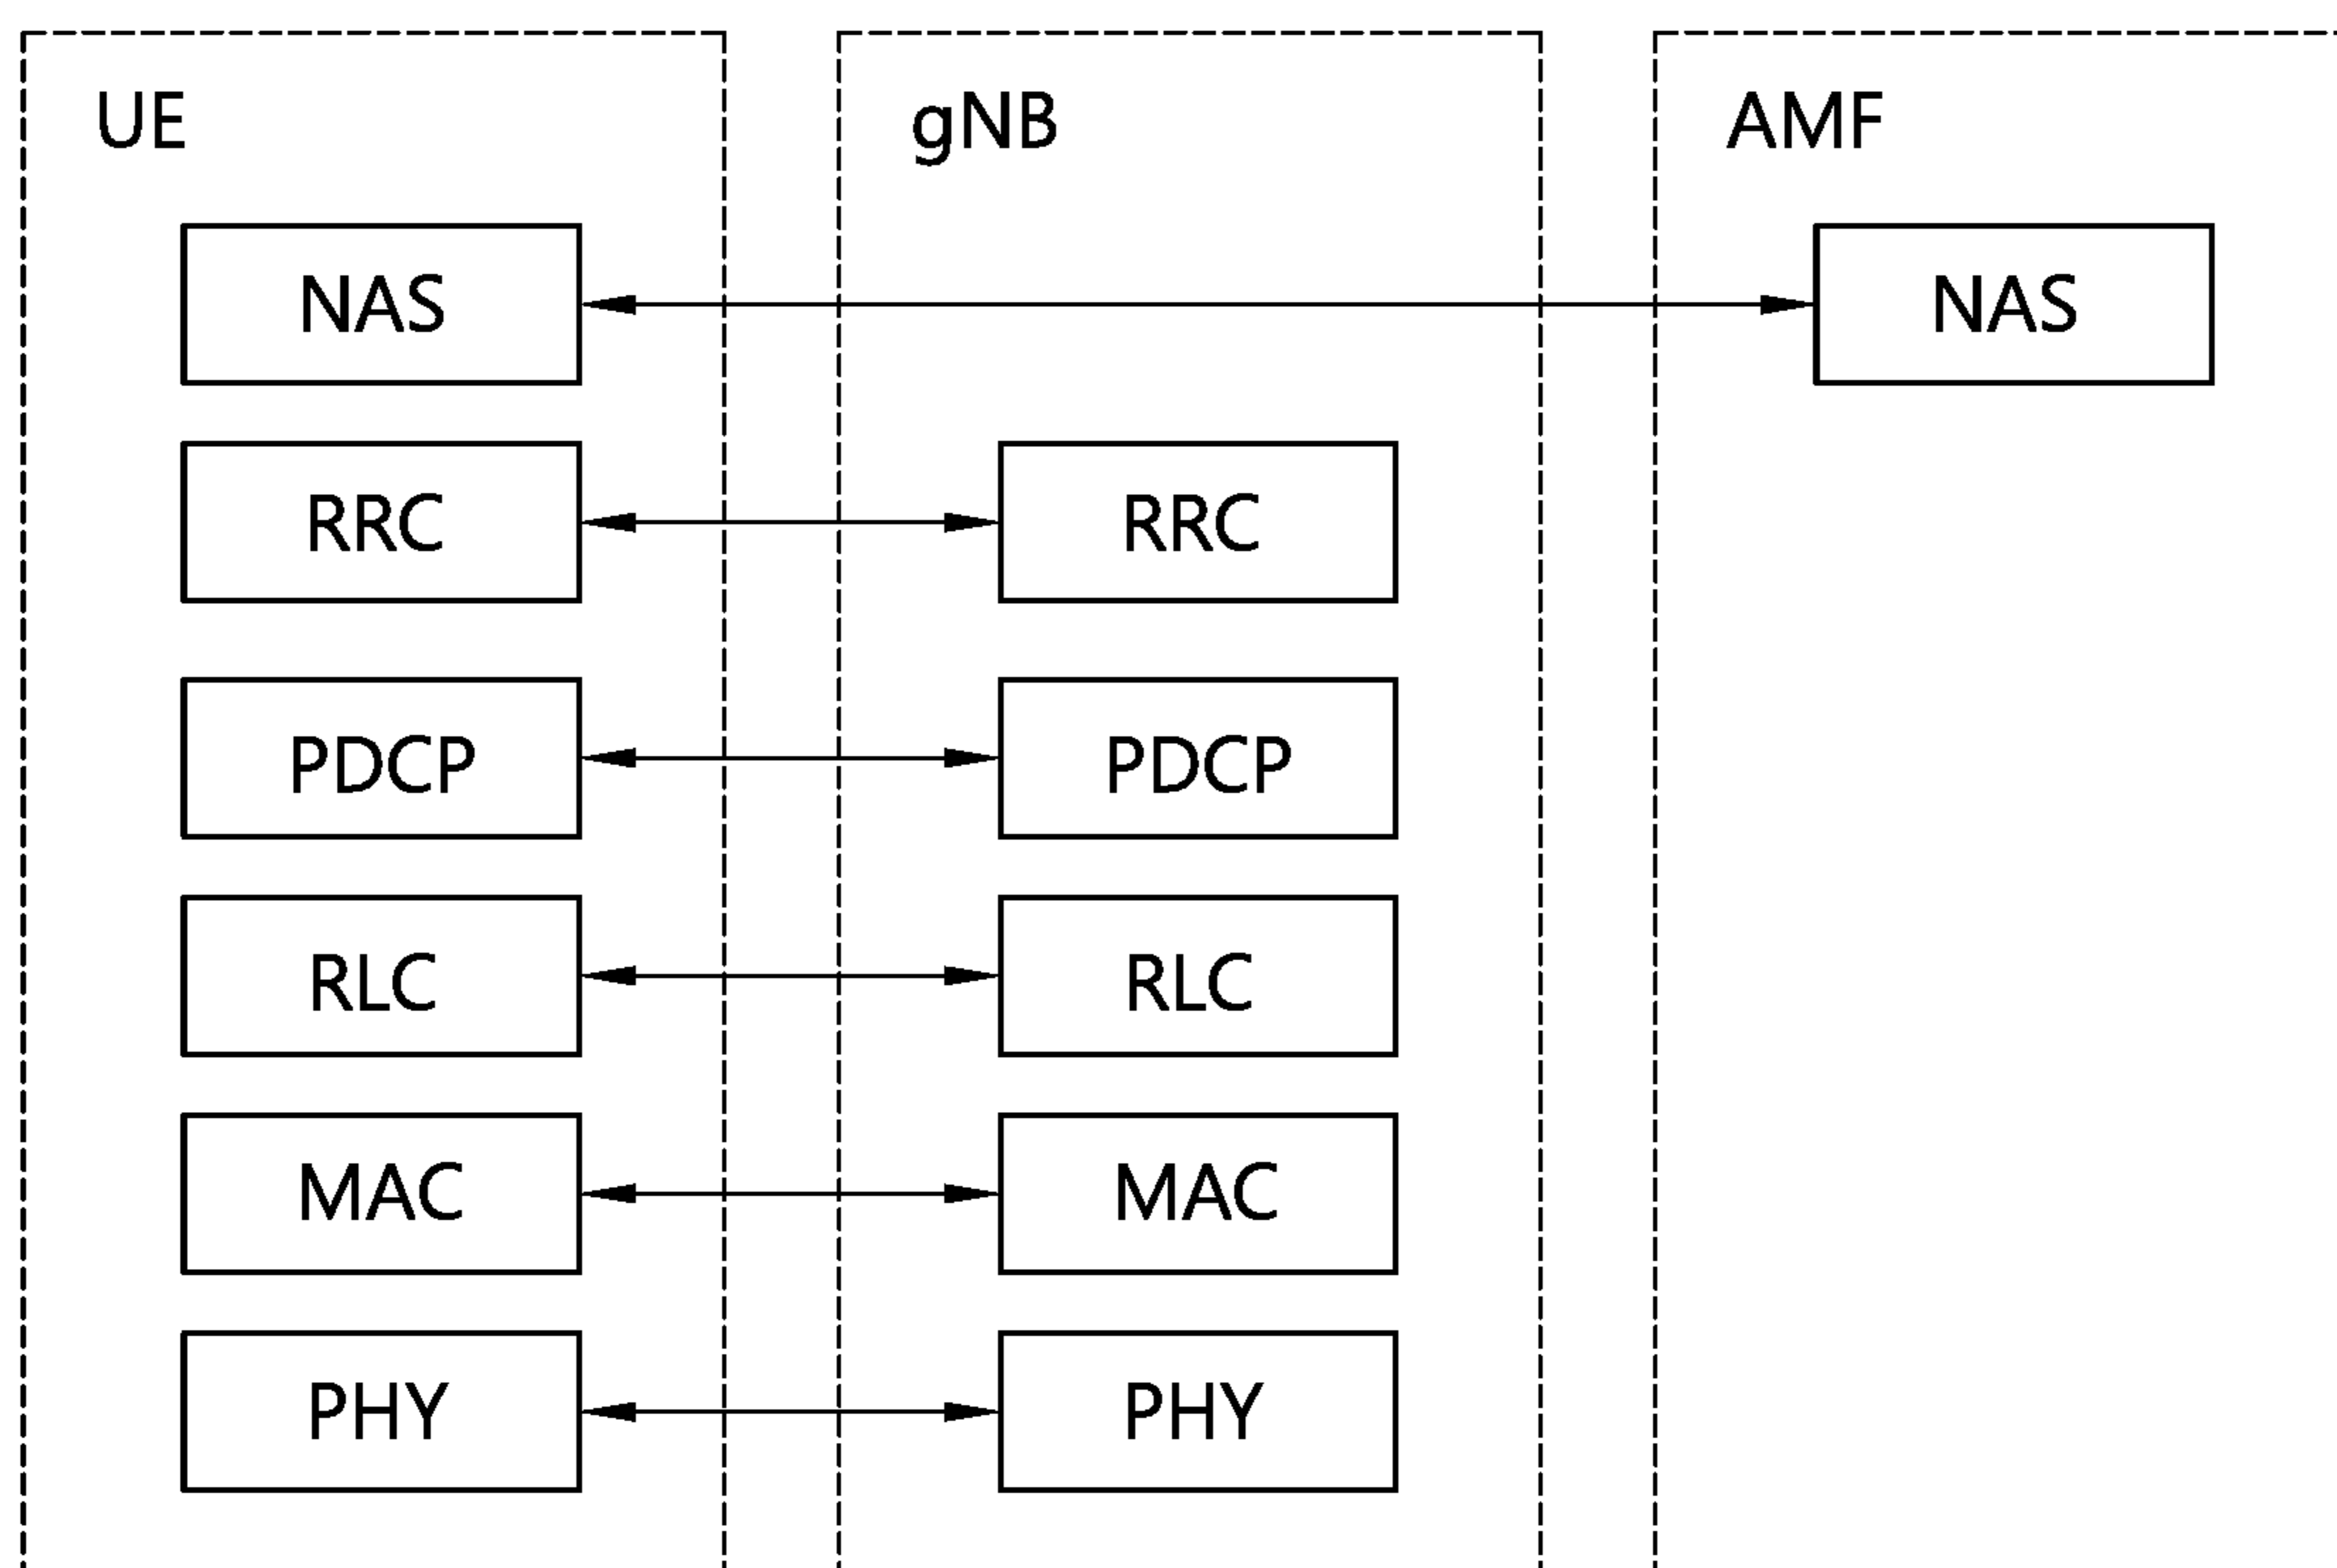 UE
gNB
AMF
NAS
NAS
RRC
RRC
PDCP
PDCP
RLC
RLC
MAC
MAC
PHY
PHY